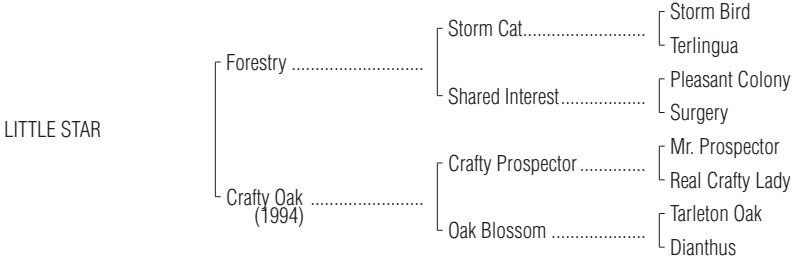 Storm Bird
Storm Cat..........................
Terlingua
Forestry ............................
Pleasant Colony
Shared Interest..................
Surgery
LITTLE STAR
Mr. Prospector
Crafty Prospector ..............
Real Crafty Lady
Crafty Oak ........................
(1994)
Tarleton Oak
Oak Blossom ....................
Dianthus